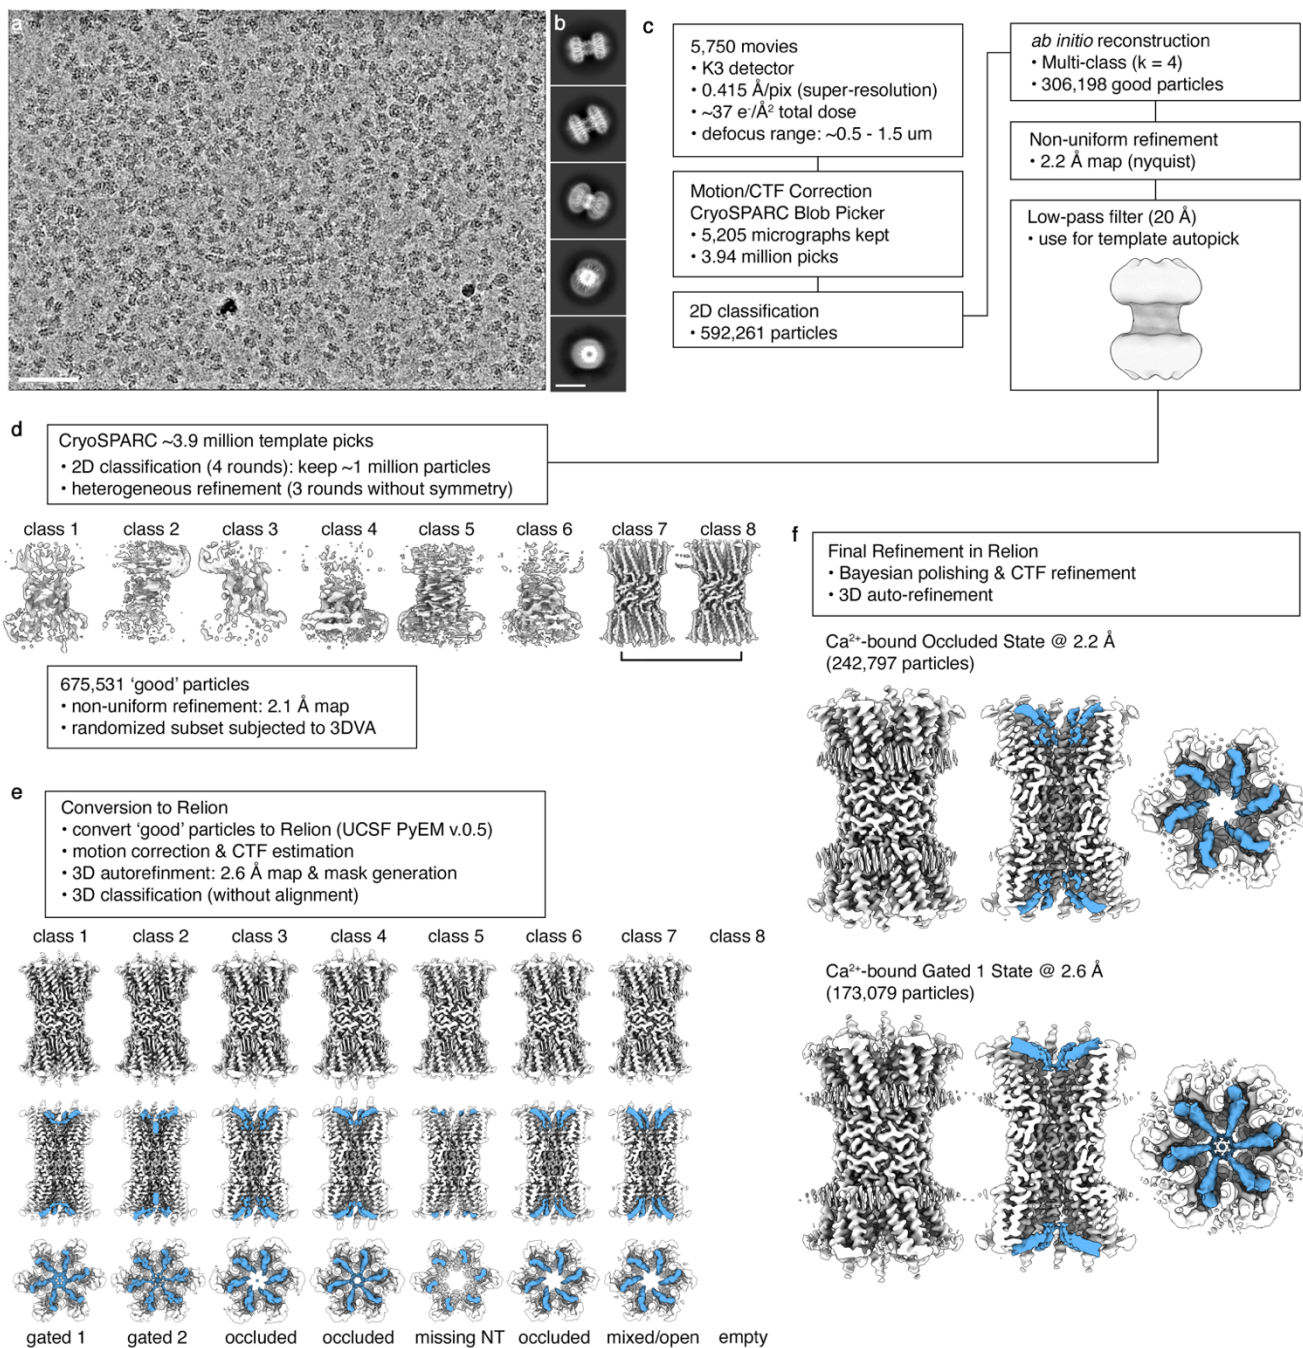 a
b
c
5,750 movies
• K3 detector
• 0.415 Å/pix (super-resolution)
• ~37 e⁻/Å² total dose
• defocus range: ~0.5 - 1.5 um
Motion/CTF Correction
CryoSPARC Blob Picker
• 5,205 micrographs kept
• 3.94 million picks
2D classification
• 592,261 particles
ab initio reconstruction
• Multi-class (k = 4)
• 306,198 good particles
Non-uniform refinement
• 2.2 Å map (nyquist)
Low-pass filter (20 Å)
• use for template autopick
d
CryoSPARC ~3.9 million template picks
• 2D classification (4 rounds): keep ~1 million particles
• heterogeneous refinement (3 rounds without symmetry)
class 1 class 2 class 3 class 4 class 5 class 6 class 7 class 8
675,531 ‘good’ particles
• non-uniform refinement: 2.1 Å map
• randomized subset subjected to 3DVA
e
Conversion to Relion
• convert ‘good’ particles to Relion (UCSF PyEM v.0.5)
• motion correction & CTF estimation
• 3D autorefinment: 2.6 Å map & mask generation
• 3D classification (without alignment)
class 1 class 2 class 3 class 4 class 5 class 6 class 7 class 8
gated 1 gated 2 occluded occluded missing NT occluded mixed/open empty
f
Final Refinement in Relion
• Bayesian polishing & CTF refinement
• 3D auto-refinement
Ca²⁺-bound Occluded State @ 2.2 Å
(242,797 particles)
Ca²⁺-bound Gated 1 State @ 2.6 Å
(173,079 particles)